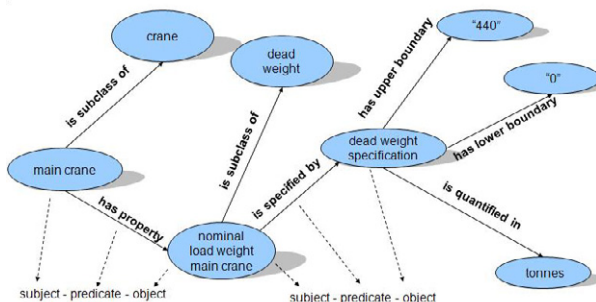 crane
dead
weight
"440"
"0"
is subclass of
is subclass of
has upper boundary
has lower boundary
main crane
dead weight
specification
has property
is specified by
is quantified in
nominal
load weight
main crane
tonnes
subject - predicate - object
subject - predicate - object